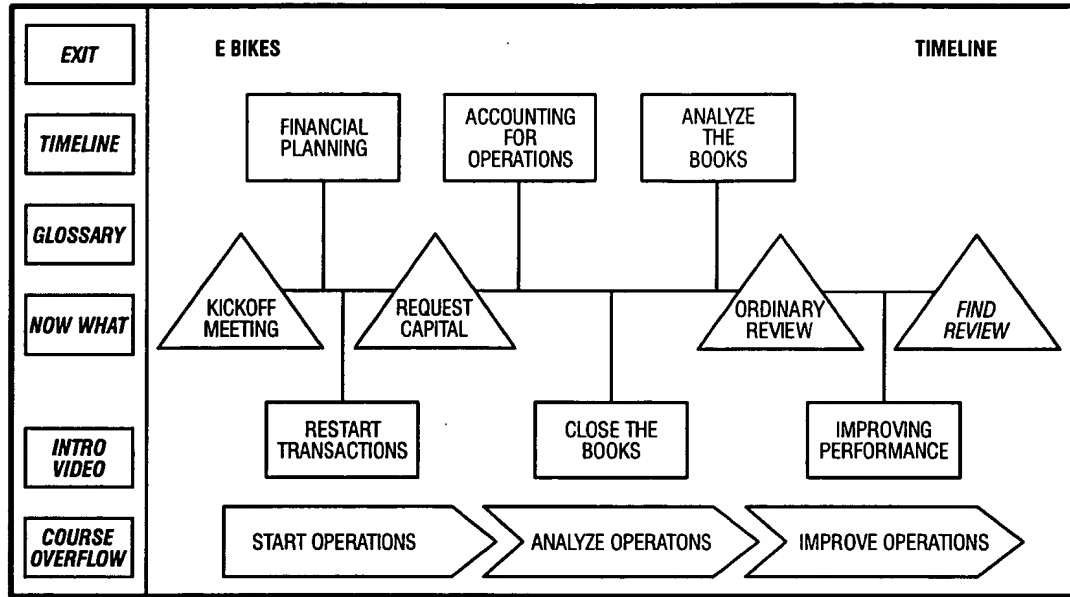 EXIT
TIMELINE
GLOSSARY
NOW WHAT
INTRO
VIDEO
COURSE
OVERFLOW
E BIKES
TIMELINE
FINANCIAL
PLANNING
ACCOUNTING
FOR
OPERATIONS
ANALYZE
THE
BOOKS
KICKOFF
MEETING
REQUEST
CAPITAL
ORDINARY
REVIEW
FIND
REVIEW
RESTART
TRANSACTIONS
CLOSE THE
BOOKS
IMPROVING
PERFORMANCE
START OPERATIONS
ANALYZE OPERATONS
IMPROVE OPERATIONS